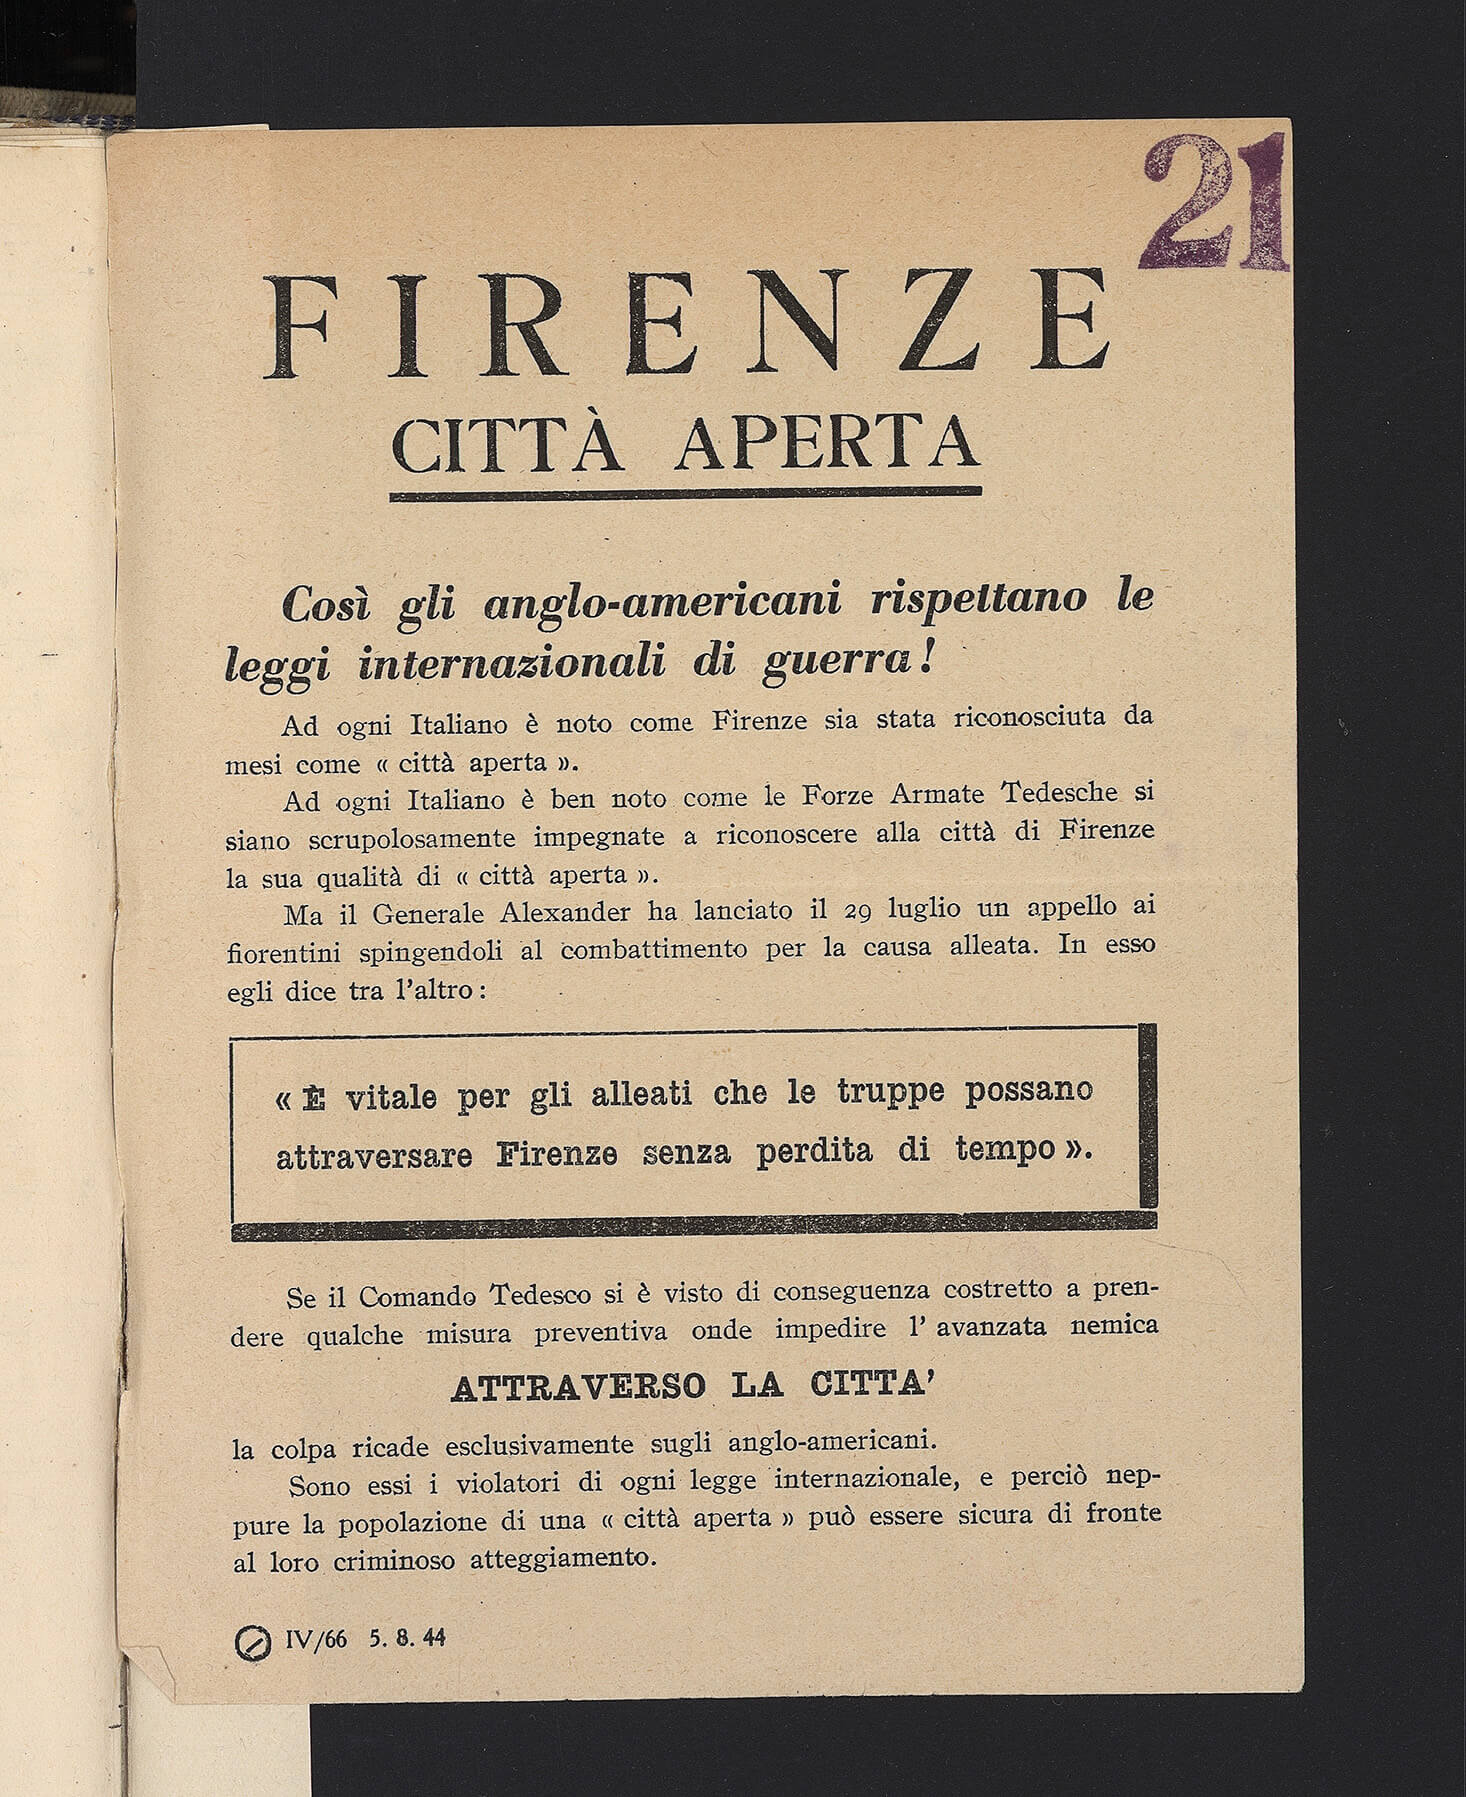 21
FIRENZE
CITTÀ APERTA
Così gli anglo-americani rispettano le
leggi internazionali di guerra!
Ad ogni Italiano è noto come Firenze sia stata riconosciuta da
mesi come « città aperta ».
Ad ogni Italiano è ben noto come le Forze Armate Tedesche si
siano scrupolosamente impegnate a riconoscere alla città di Firenze
la sua qualità di « città aperta ».
Ma il Generale Alexander ha lanciato il 29 luglio un appello ai
fiorentini spingendoli al combattimento per la causa alleata. In esso
egli dice tra l'altro:
« È vitale per gli alleati che le truppe possano
attraversare Firenze senza perdita di tempo ».
Se il Comando Tedesco si è visto di conseguenza costretto a pren-
dere qualche misura preventiva onde impedire l' avanzata nemica
ATTRAVERSO LA CITTA'
la colpa ricade esclusivamente sugli anglo-americani.
Sono essi i violatori di ogni legge internazionale, e perciò nep-
pure la popolazione di una « città aperta » può essere sicura di fronte
al loro criminoso atteggiamento.
IV/66 5. 8. 44